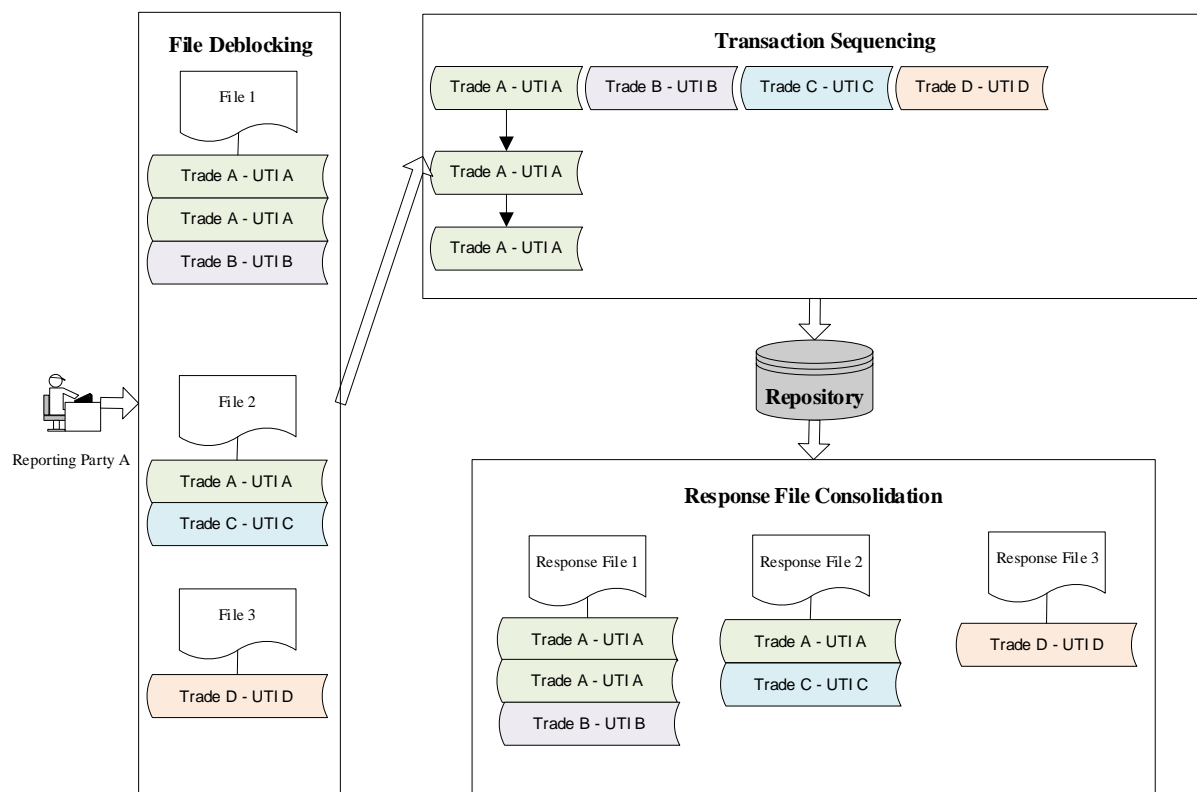 File Deblocking
File 1
Trade A - UTI A
Trade A - UTI A
Trade B - UTI B
File 2
Trade A - UTI A
Trade C - UTI C
File 3
Trade D - UTI D
Reporting Party A
Transaction Sequencing
Trade A - UTI A
Trade B - UTI B
Trade C - UTI C
Trade D - UTI D
Trade A - UTI A
Trade A - UTI A
Repository
Response File Consolidation
Response File 1
Trade A - UTI A
Trade A - UTI A
Trade B - UTI B
Response File 2
Trade A - UTI A
Trade C - UTI C
Response File 3
Trade D - UTI D